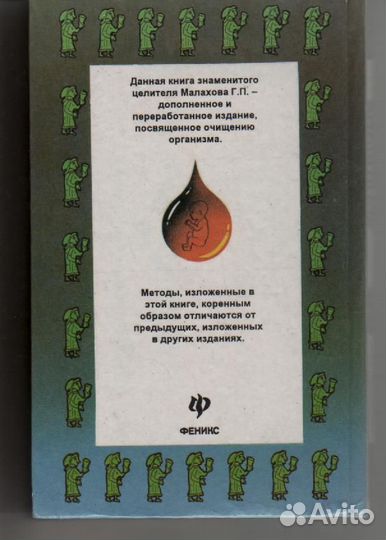 Данная книга знаменитого
целителя Малахова Г.П. –
дополненное и
переработанное издание,
посвященное очищению
организма.
Методы, изложенные в
этой книге, коренным
образом отличаются от
предыдущих, изложенных
в других изданиях.
ФЕНИКС
Avito